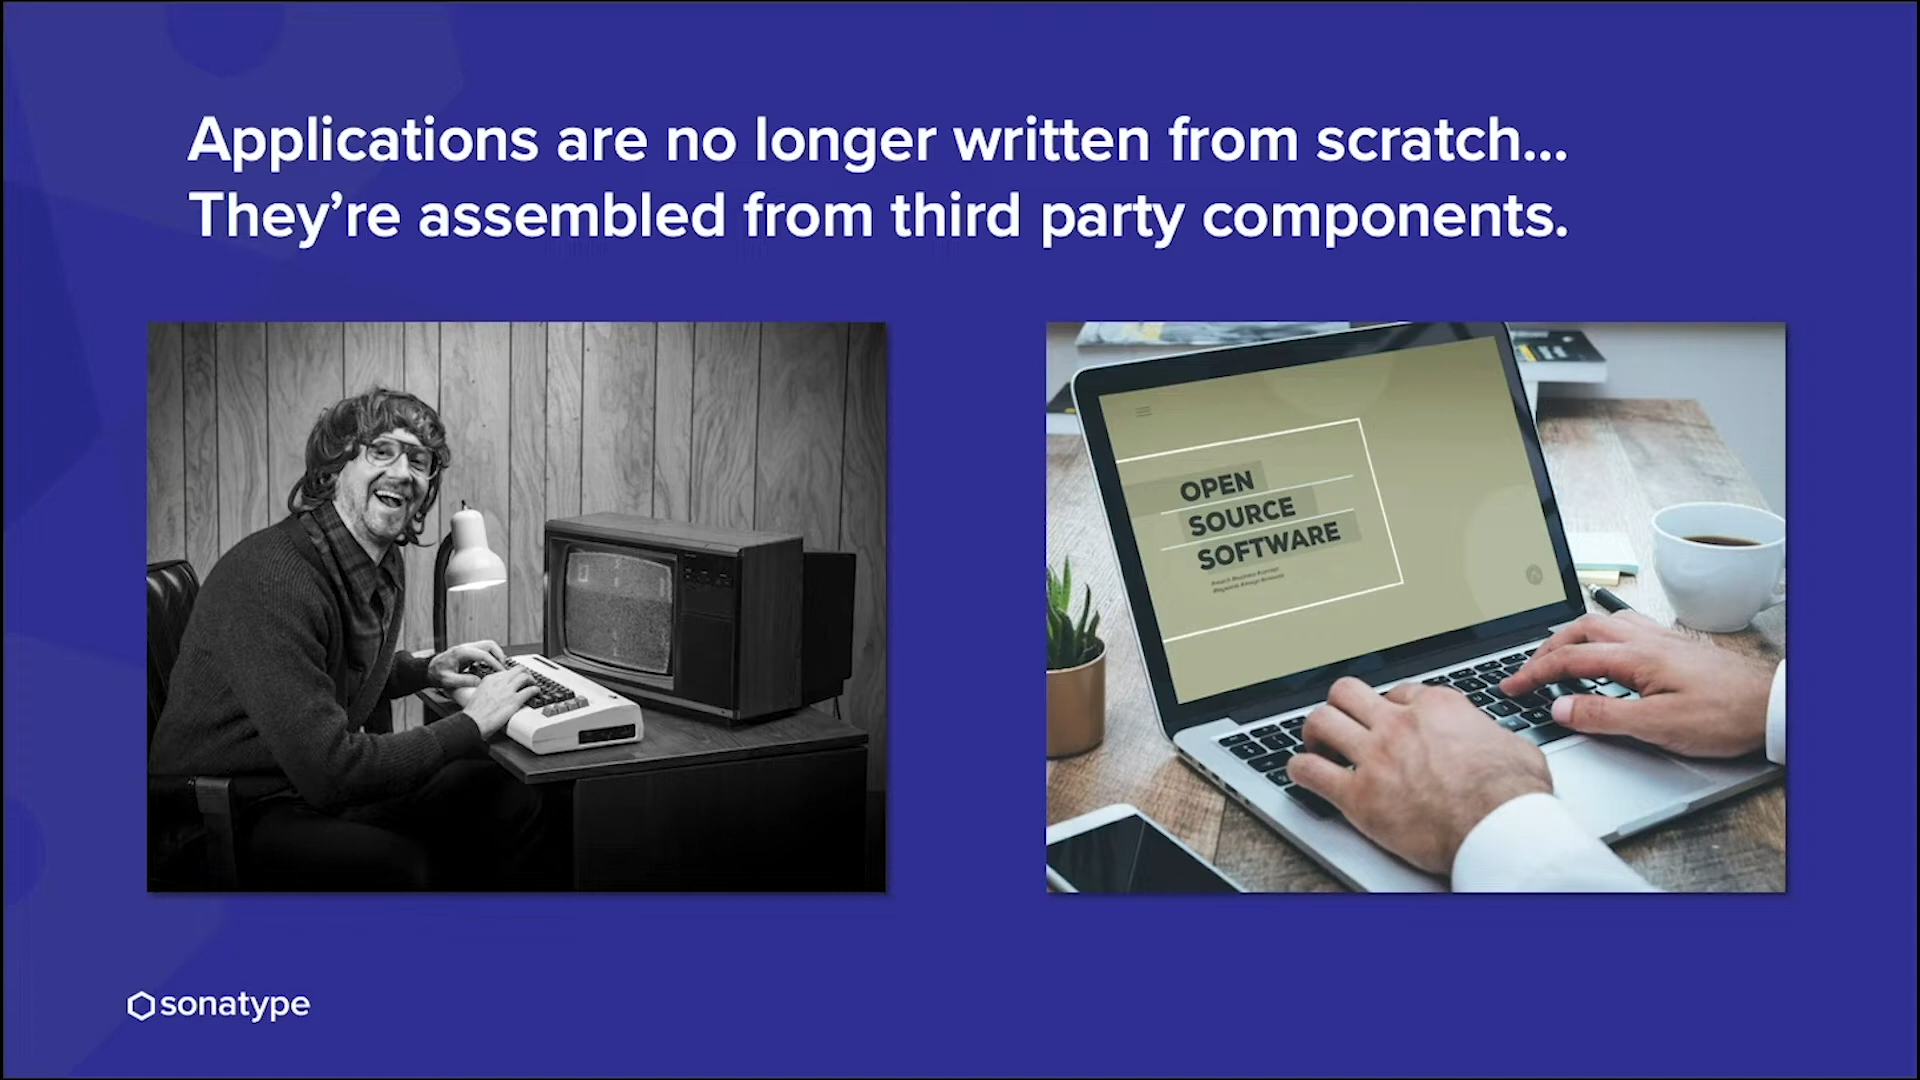 Applications are no longer written from scratch...
They’re assembled from third party components.
OPEN
SOURCE
SOFTWARE
sonatype